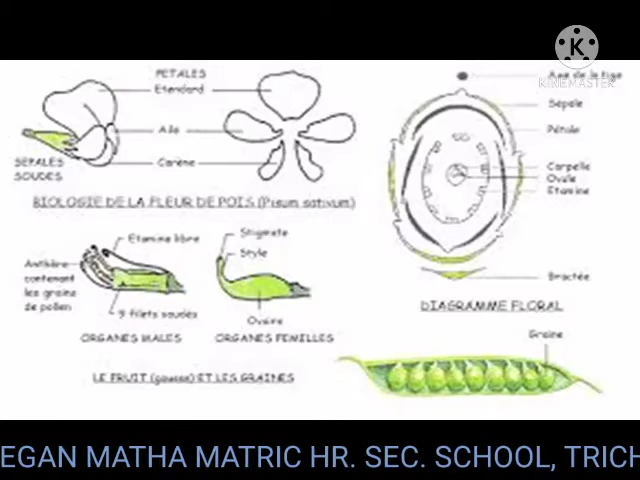 K
KINEMASTER
PETALES
Etendard
Aile
Carène
SEPALES
SOUDES
BIOLOGIE DE LA FLEUR DE POIS (Pisum sativum)
Axe de la tige
Sépale
Pétale
Carpelle
Ovule
Etamine
Bractée
DIAGRAMME FLORAL
Etamine libre
Anthère
contenant
les grains
de pollen
9 filets soudés
ORGANES MALES
Stigmate
Style
Ovaire
ORGANES FEMELLES
LE FRUIT (gousse) ET LES GRAINES
Graine
EGAN MATHA MATRIC HR. SEC. SCHOOL, TRICH